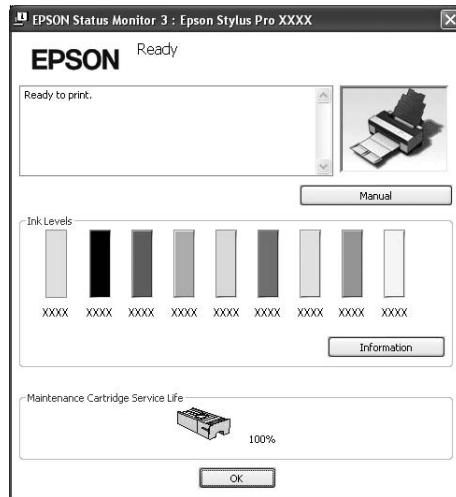 EPSON Status Monitor 3 : Epson Stylus Pro XXXX
EPSON
Ready
Ready to print.
Manual
Ink Levels
XXXX XXXX XXXX XXXX XXXX XXXX XXXX XXXX XXXX
Information
Maintenance Cartridge Service Life
100%
OK